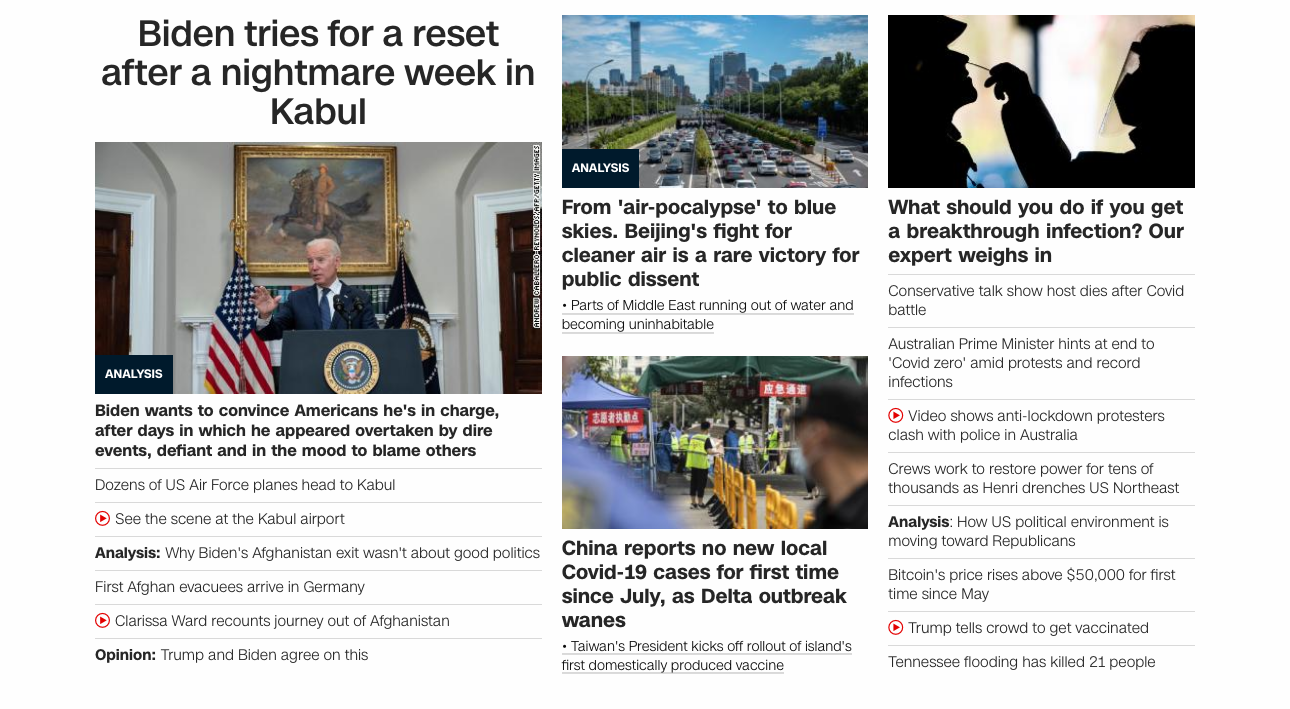 Biden tries for a reset
after a nightmare week in
Kabul
ANDREW CABALLERO-REYNOLDS/AFP/GETTY IMAGES
ANALYSIS
Biden wants to convince Americans he's in charge,
after days in which he appeared overtaken by dire
events, defiant and in the mood to blame others
Dozens of US Air Force planes head to Kabul
See the scene at the Kabul airport
Analysis: Why Biden's Afghanistan exit wasn't about good politics
First Afghan evacuees arrive in Germany
Clarissa Ward recounts journey out of Afghanistan
Opinion: Trump and Biden agree on this
ANALYSIS
From 'air-pocalypse' to blue
skies. Beijing's fight for
cleaner air is a rare victory for
public dissent
• Parts of Middle East running out of water and
becoming uninhabitable
应急通道
志愿者执勤点
China reports no new local
Covid-19 cases for first time
since July, as Delta outbreak
wanes
• Taiwan's President kicks off rollout of island's
first domestically produced vaccine
What should you do if you get
a breakthrough infection? Our
expert weighs in
Conservative talk show host dies after Covid
battle
Australian Prime Minister hints at end to
'Covid zero' amid protests and record
infections
Video shows anti-lockdown protesters
clash with police in Australia
Crews work to restore power for tens of
thousands as Henri drenches US Northeast
Analysis: How US political environment is
moving toward Republicans
Bitcoin's price rises above $50,000 for first
time since May
Trump tells crowd to get vaccinated
Tennessee flooding has killed 21 people